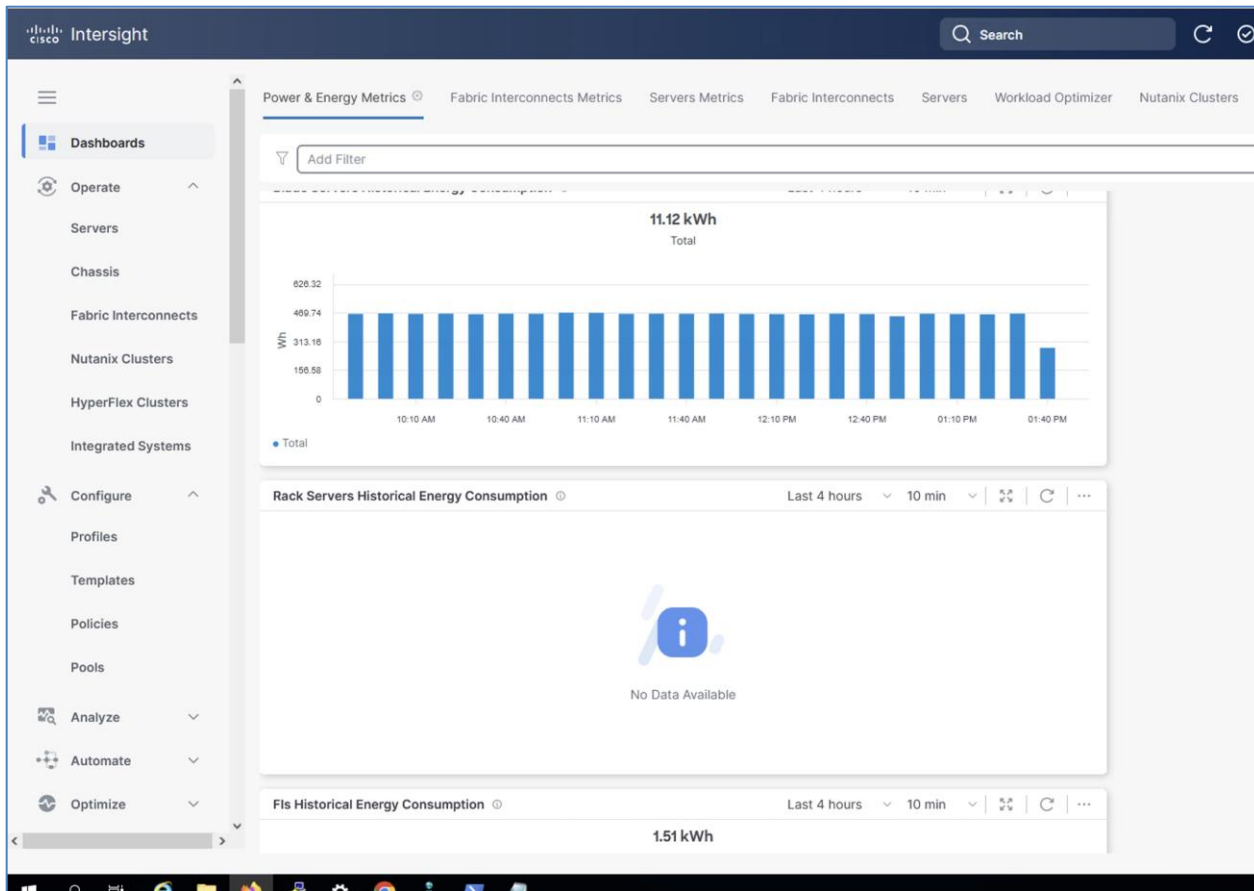 cisco Intersight
Search
Power & Energy Metrics
Fabric Interconnects Metrics
Servers Metrics
Fabric Interconnects
Servers
Workload Optimizer
Nutanix Clusters
Add Filter
Dashboards
Operate
Servers
Chassis
Fabric Interconnects
Nutanix Clusters
HyperFlex Clusters
Integrated Systems
Configure
Profiles
Templates
Policies
Pools
Analyze
Automate
Optimize
11.12 kWh
Total
626.32
469.74
313.16
156.58
0
Wh
10:10 AM
10:40 AM
11:10 AM
11:40 AM
12:10 PM
12:40 PM
01:10 PM
01:40 PM
Total
Rack Servers Historical Energy Consumption
Last 4 hours
10 min
No Data Available
FIs Historical Energy Consumption
Last 4 hours
10 min
1.51 kWh